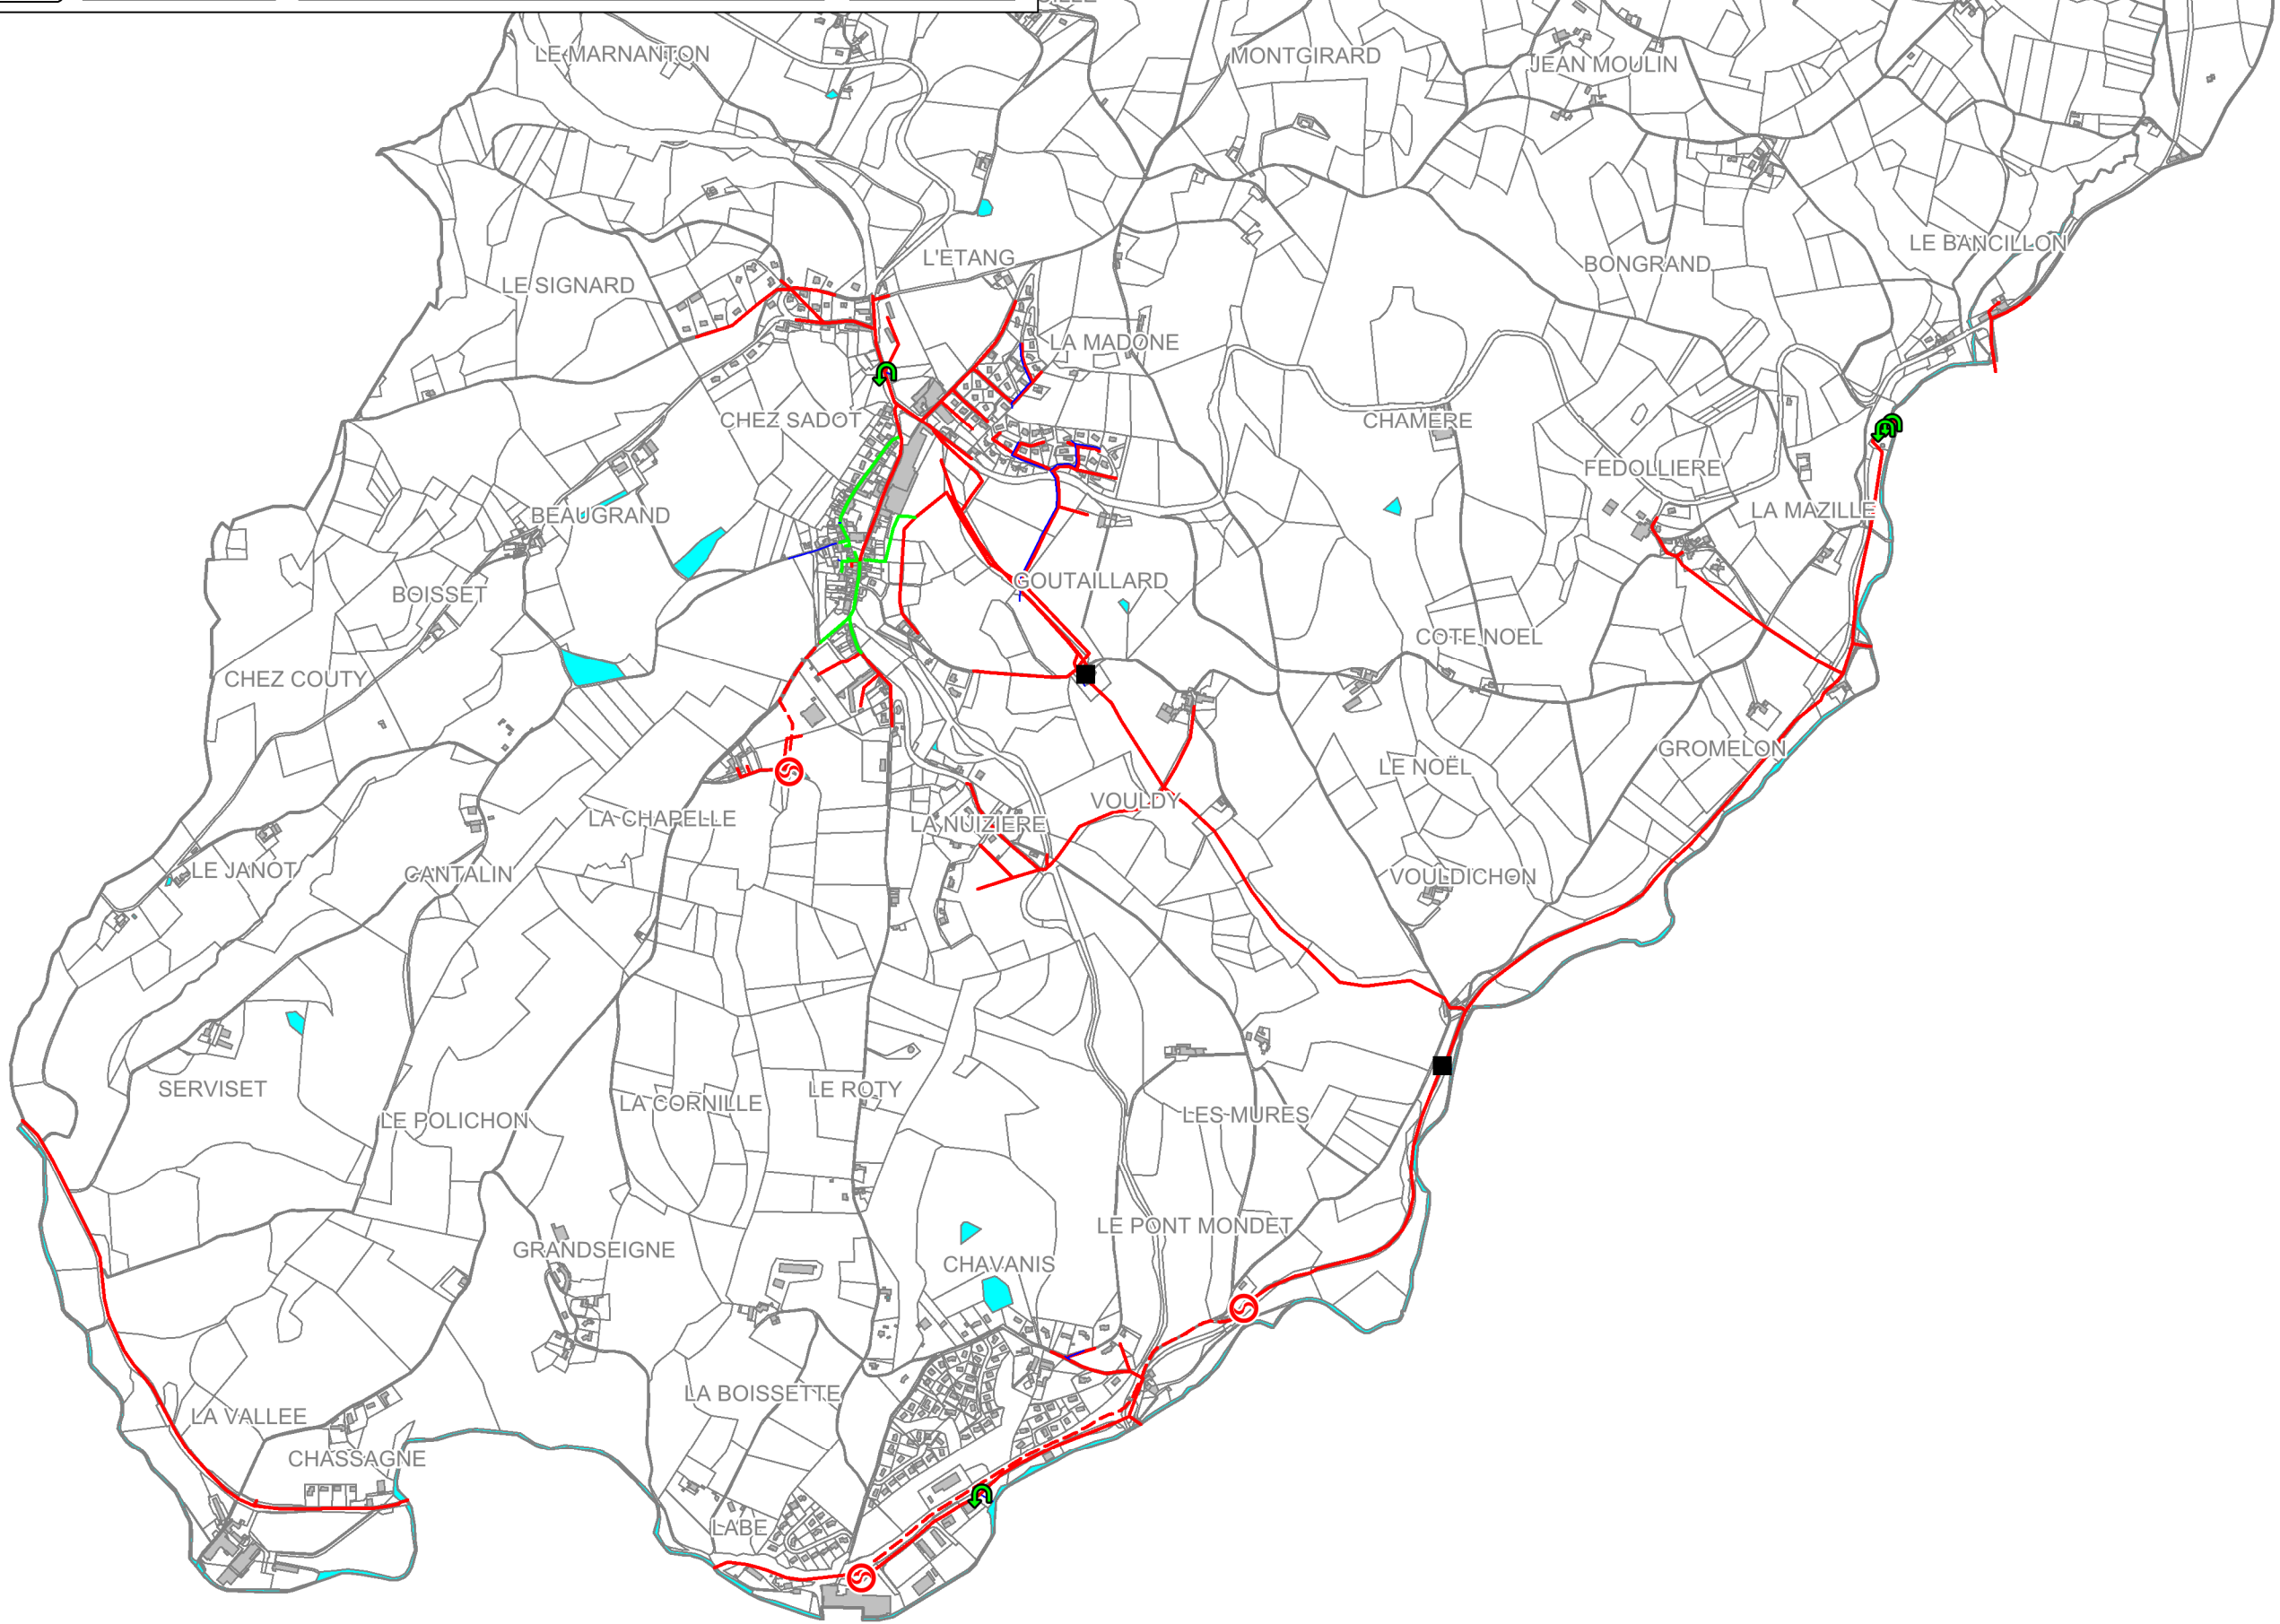 LE MARNANTON
MONTGIRARD
JEAN MOULIN
LE BANCILLON
L'ETANG
BONGRAND
LE SIGNARD
LA MADONE
CHEZ SADOT
CHAMERE
FEDOLLIERE
LA MAZILLE
BEAUGRAND
GOUTAILLARD
BOISSET
COTE NOEL
CHEZ COUTY
GROMELON
LE NOËL
VOULDY
LA CHAPELLE
LA NUIZIERE
LE JANOT
CANTALIN
VOULDICHON
SERVISET
LE ROTY
LA CORNILLE
LES MURES
LE POLICHON
LE PONT MONDET
GRANDSEIGNE
CHAVANIS
LA BOISSETTE
LA VALLEE
CHASSAGNE
LABE